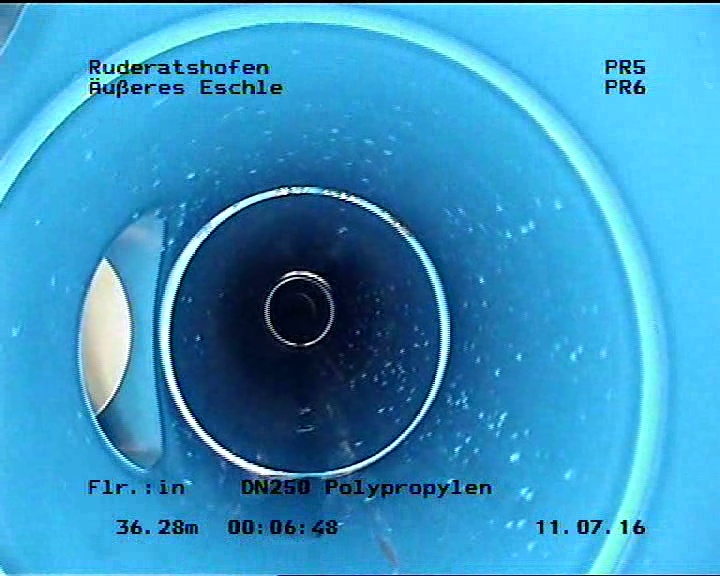 Ruderatshofen PR5
Äußeres Eschle PR6
Flr.:in DN250 Polypropylen
36.28m 00:06:48 11.07.16